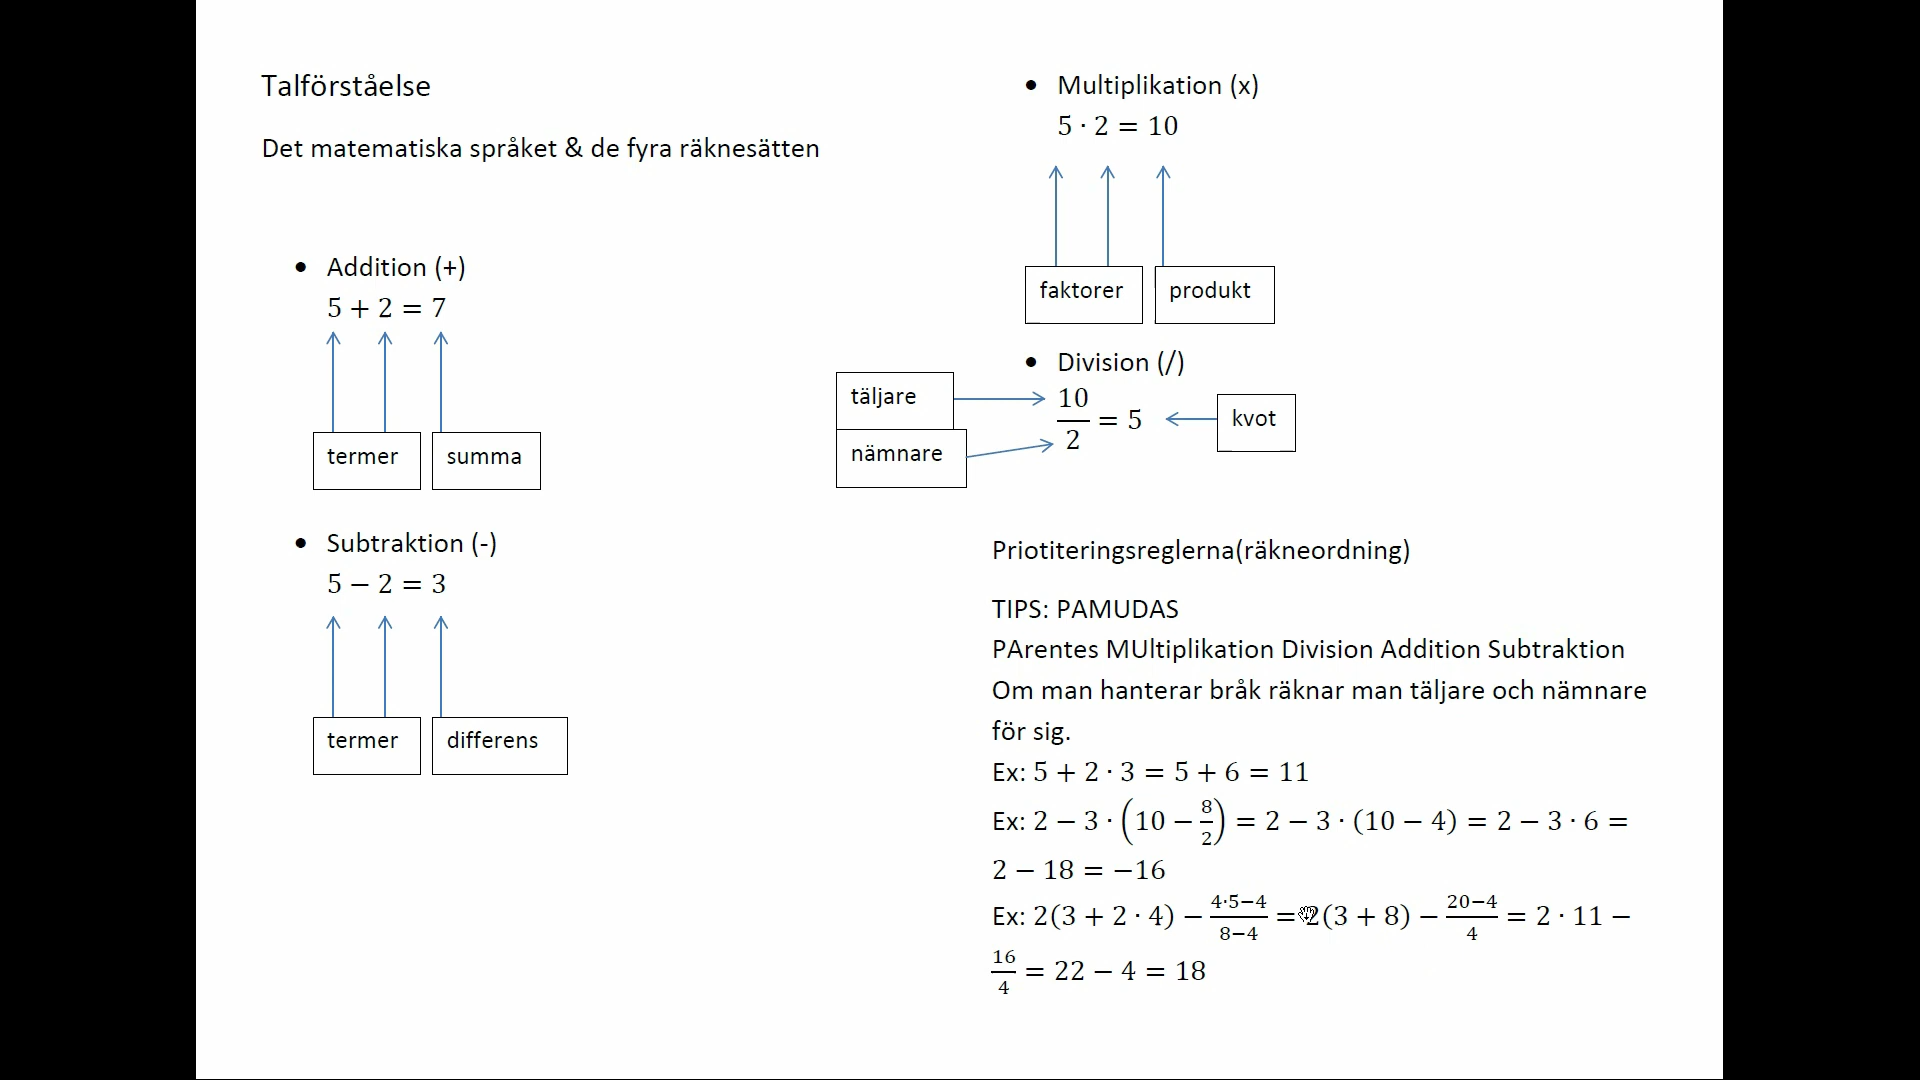 Talförståelse
Det matematiska språket & de fyra räknesätten
• Addition (+)
5 + 2 = 7
termer
summa
• Subtraktion (-)
5 − 2 = 3
termer
differens
• Multiplikation (x)
5 · 2 = 10
faktorer
produkt
• Division (/)
täljare
nämnare
10/2 = 5
kvot
Priotiteringsreglerna(räkneordning)
TIPS: PAMUDAS
PArentes MUltiplikation Division Addition Subtraktion
Om man hanterar bråk räknar man täljare och nämnare
för sig.
Ex: 5 + 2 · 3 = 5 + 6 = 11
Ex: 2 − 3 · (10 − 8/2) = 2 − 3 · (10 − 4) = 2 − 3 · 6 =
2 − 18 = −16
Ex: 2(3 + 2 · 4) − 4·5−4/8−4 = 2(3 + 8) − 20−4/4 = 2 · 11 −
16/4 = 22 − 4 = 18